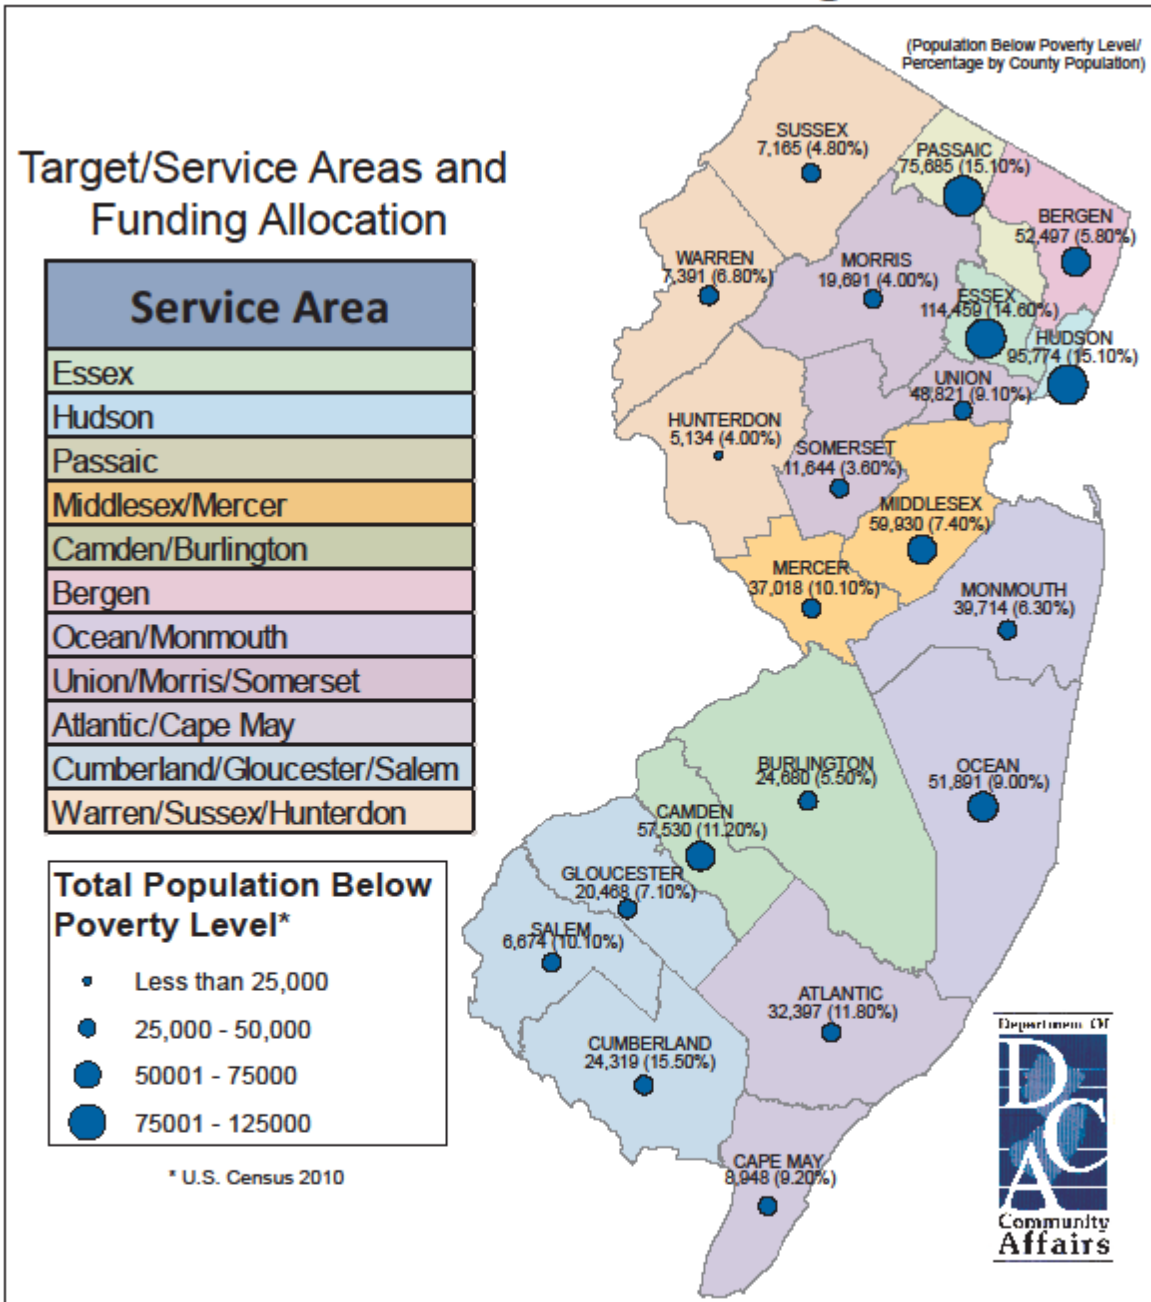 (Population Below Poverty Level/
Percentage by County Population)
Target/Service Areas and
Funding Allocation
Service Area
Essex
Hudson
Passaic
Middlesex/Mercer
Camden/Burlington
Bergen
Ocean/Monmouth
Union/Morris/Somerset
Atlantic/Cape May
Cumberland/Gloucester/Salem
Warren/Sussex/Hunterdon
Total Population Below
Poverty Level*
Less than 25,000
25,000 - 50,000
50001 - 75000
75001 - 125000
* U.S. Census 2010
SUSSEX
7,165 (4.80%)
PASSAIC
75,685 (15.10%)
BERGEN
52,497 (5.80%)
WARREN
7,391 (6.80%)
MORRIS
19,691 (4.00%)
ESSEX
114,459 (14.60%)
HUDSON
95,774 (15.10%)
UNION
48,821 (9.10%)
HUNTERDON
5,134 (4.00%)
SOMERSET
11,644 (3.60%)
MIDDLESEX
59,930 (7.40%)
MERCER
37,018 (10.10%)
MONMOUTH
39,714 (6.30%)
BURLINGTON
24,680 (5.50%)
OCEAN
51,891 (9.00%)
CAMDEN
57,530 (11.20%)
GLOUCESTER
20,468 (7.10%)
SALEM
6,674 (10.10%)
ATLANTIC
32,397 (11.80%)
CUMBERLAND
24,319 (15.50%)
CAPE MAY
8,948 (9.20%)
Department Of
DCA
Community
Affairs